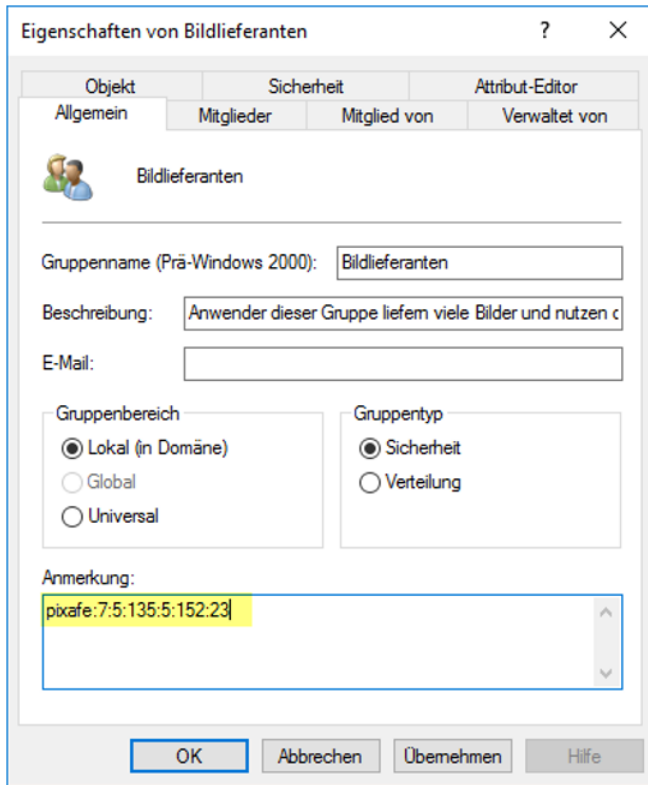 Eigenschaften von Bildlieferanten ? ✕
Objekt Sicherheit Attribut-Editor
Allgemein Mitglieder Mitglied von Verwaltet von
Bildlieferanten
Gruppenname (Prä-Windows 2000): Bildlieferanten
Beschreibung: Anwender dieser Gruppe liefern viele Bilder und nutzen
E-Mail:
Gruppenbereich Gruppentyp
Lokal (in Domäne) Sicherheit
Global Verteilung
Universal
Anmerkung:
pixafe:7:5:135:5:152:23
OK Abbrechen Übernehmen Hilfe